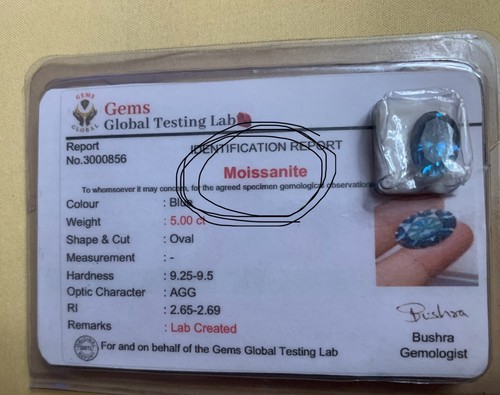 GEMS
GLOBAL
Gems
Global Testing Lab
Report
No.3000856
IDENTIFICATION REPORT
Moissanite
To whomsoever it may concern, for the agreed specimen gemological observation
Colour : Blue
Weight : 5.00 ct
Shape & Cut : Oval
Measurement : -
Hardness : 9.25-9.5
Optic Character : AGG
RI : 2.65-2.69
Remarks : Lab Created
For and on behalf of the Gems Global Testing Lab
Bushra
Bushra
Gemologist